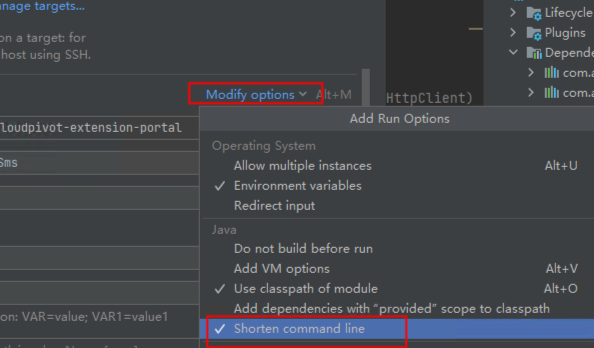 anage targets...
on a target: for
host using SSH.
Lifecycle
Plugins
Depende
com.a
com.a
Modify options
Alt+M
HttpClient)
loudpivot-extension-portal
Sms
on: VAR=value; VAR1=value1
Add Run Options
Operating System
Allow multiple instances Alt+U
Environment variables
Redirect input
Java
Do not build before run
Add VM options Alt+V
Use classpath of module Alt+O
Add dependencies with “provided” scope to classpath
Shorten command line